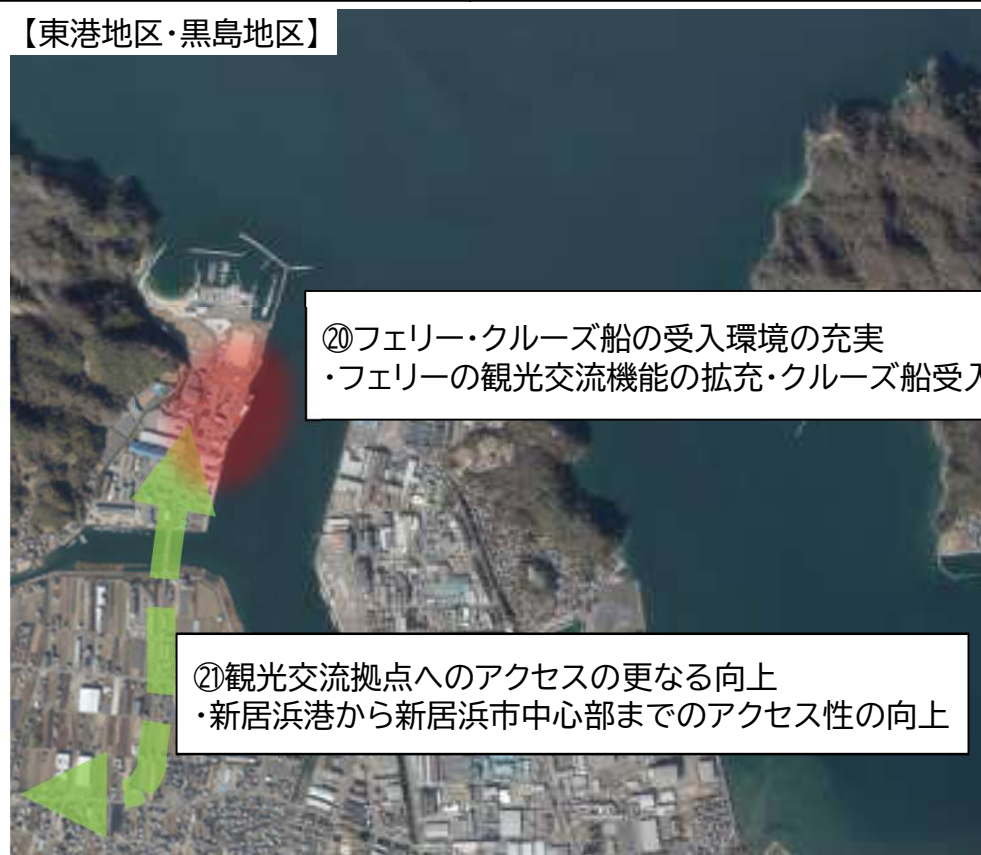 【東港地区・黒島地区】
⑳フェリー・クルーズ船の受入環境の充実
・フェリーの観光交流機能の拡充・クルーズ船受入
㉑観光交流拠点へのアクセスの更なる向上
・新居浜港から新居浜市中心部までのアクセス性の向上